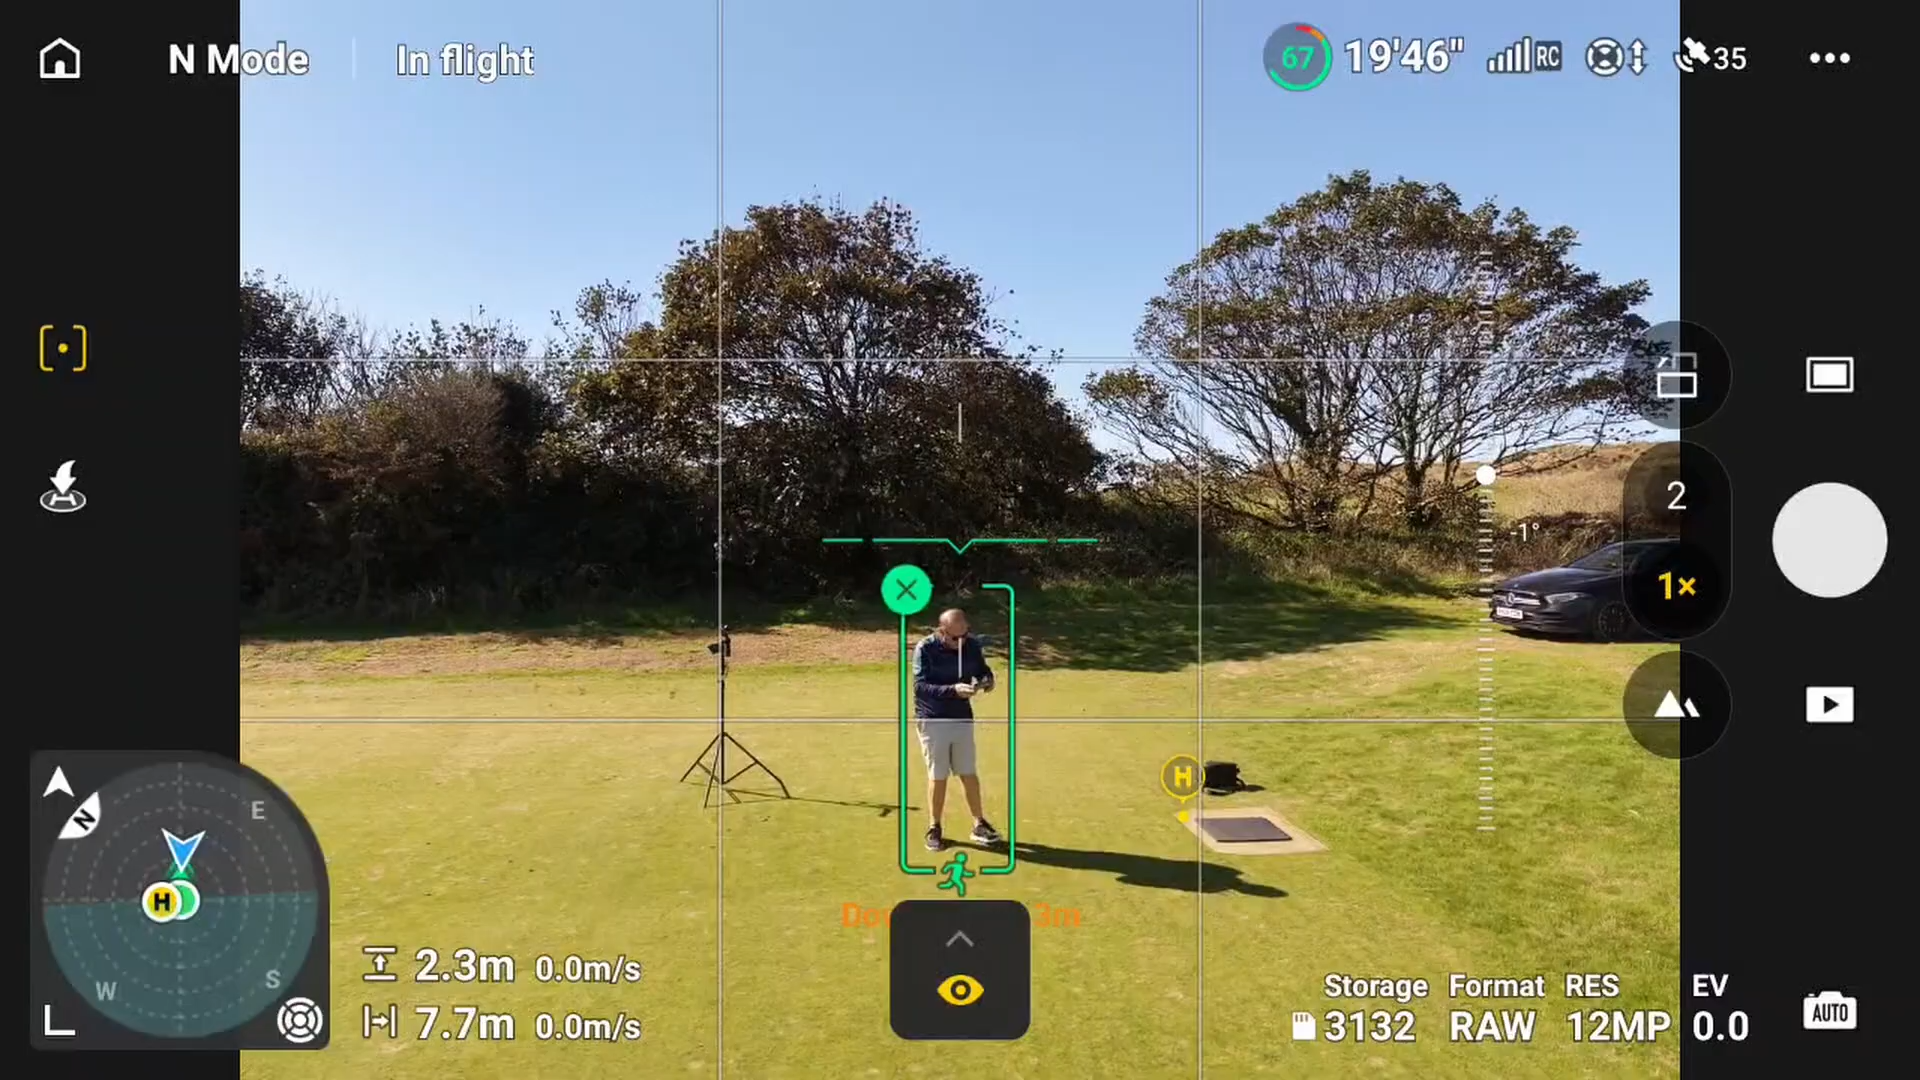 N Mode
In flight
67
19'46"
RC
35
2
-1°
1×
H
N
E
H
S
W
2.3m 0.0m/s
7.7m 0.0m/s
3m
Storage Format RES EV
3132 RAW 12MP 0.0
AUTO